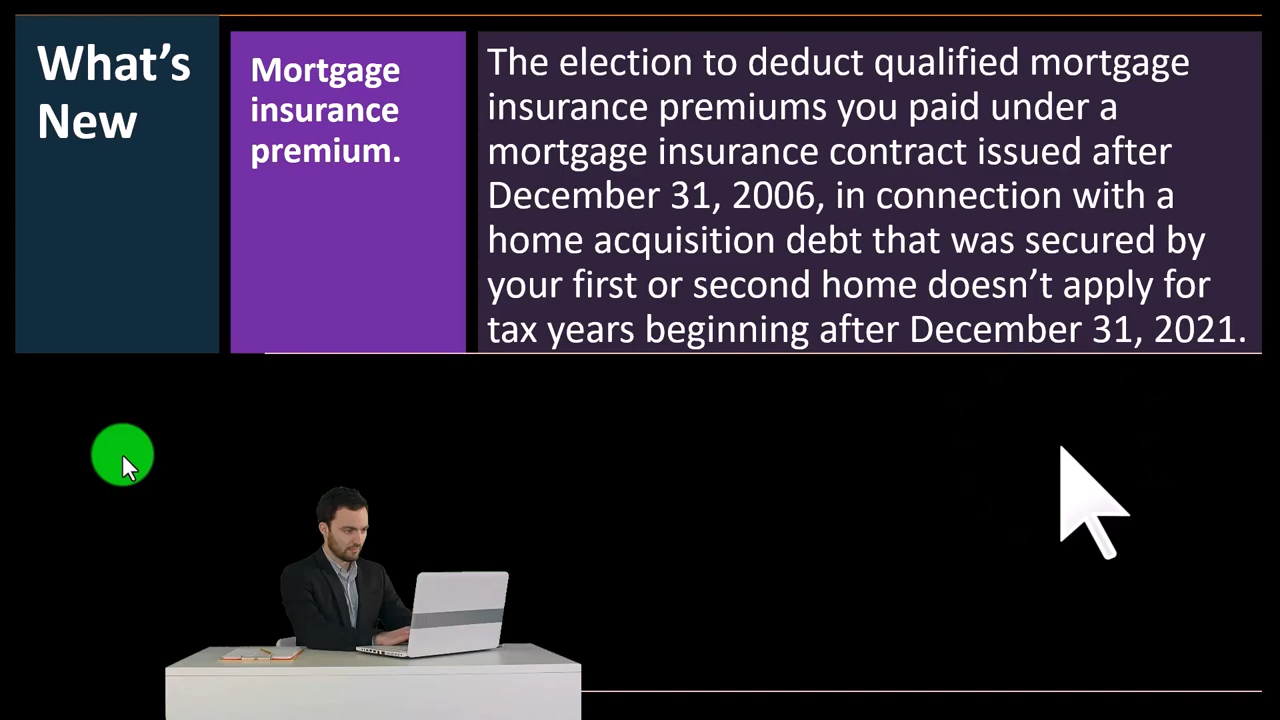 What’s
New
Mortgage
insurance
premium.
The election to deduct qualified mortgage
insurance premiums you paid under a
mortgage insurance contract issued after
December 31, 2006, in connection with a
home acquisition debt that was secured by
your first or second home doesn’t apply for
tax years beginning after December 31, 2021.